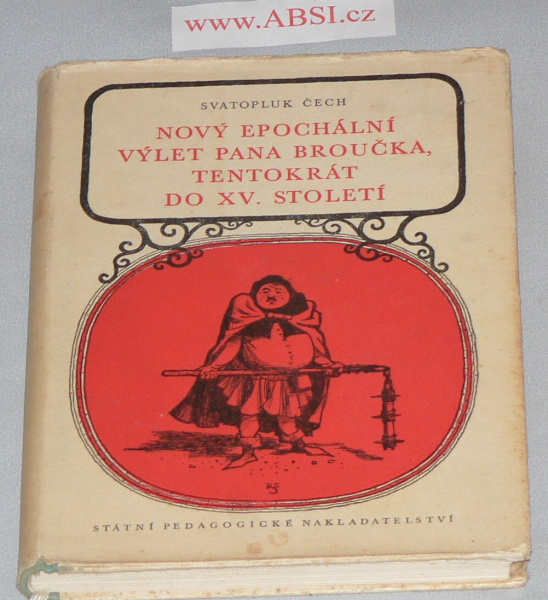 www.ABSI.cz
SVATOPLUK ČECH
NOVÝ EPOCHÁLNÍ
VÝLET PANA BROUČKA,
TENTOKRÁT
DO XV. STOLETÍ
STÁTNÍ PEDAGOGICKÉ NAKLADATELSTVÍ